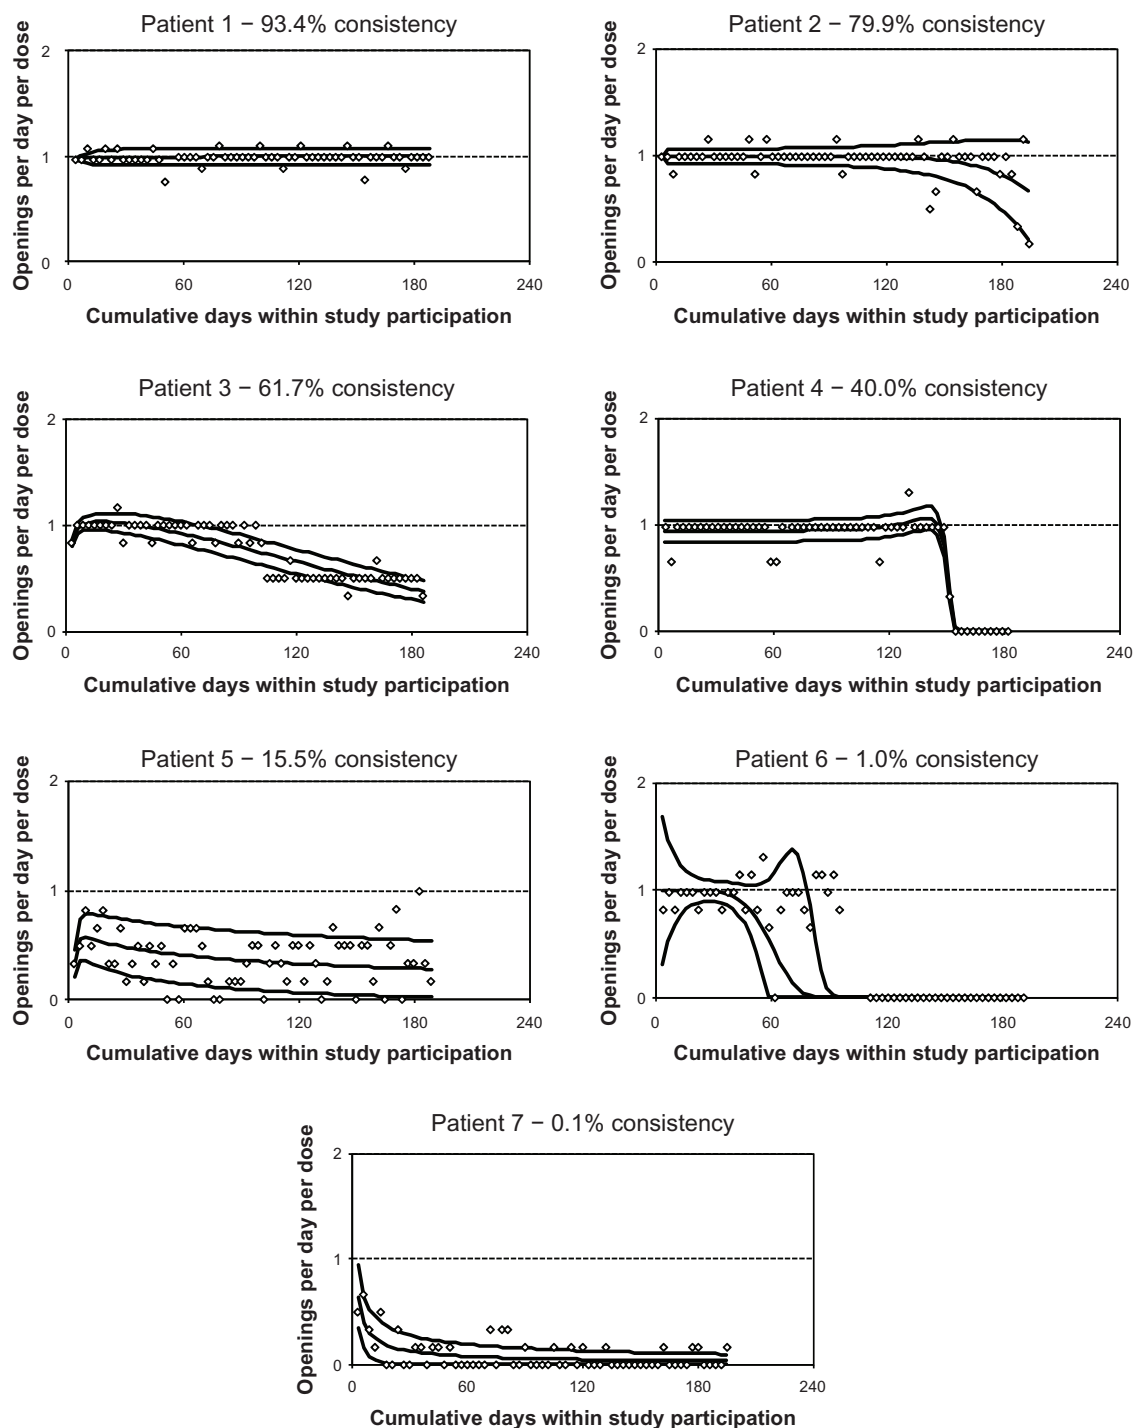 Patient 1 − 93.4% consistency
Openings per day per dose
2
1
0
0 60 120 180 240
Cumulative days within study participation
Patient 2 − 79.9% consistency
Openings per day per dose
2
1
0
0 60 120 180 240
Cumulative days within study participation
Patient 3 − 61.7% consistency
Openings per day per dose
2
1
0
0 60 120 180 240
Cumulative days within study participation
Patient 4 − 40.0% consistency
Openings per day per dose
2
1
0
0 60 120 180 240
Cumulative days within study participation
Patient 5 − 15.5% consistency
Openings per day per dose
2
1
0
0 60 120 180 240
Cumulative days within study participation
Patient 6 − 1.0% consistency
Openings per day per dose
2
1
0
0 60 120 180 240
Cumulative days within study participation
Patient 7 − 0.1% consistency
Openings per day per dose
2
1
0
0 60 120 180 240
Cumulative days within study participation